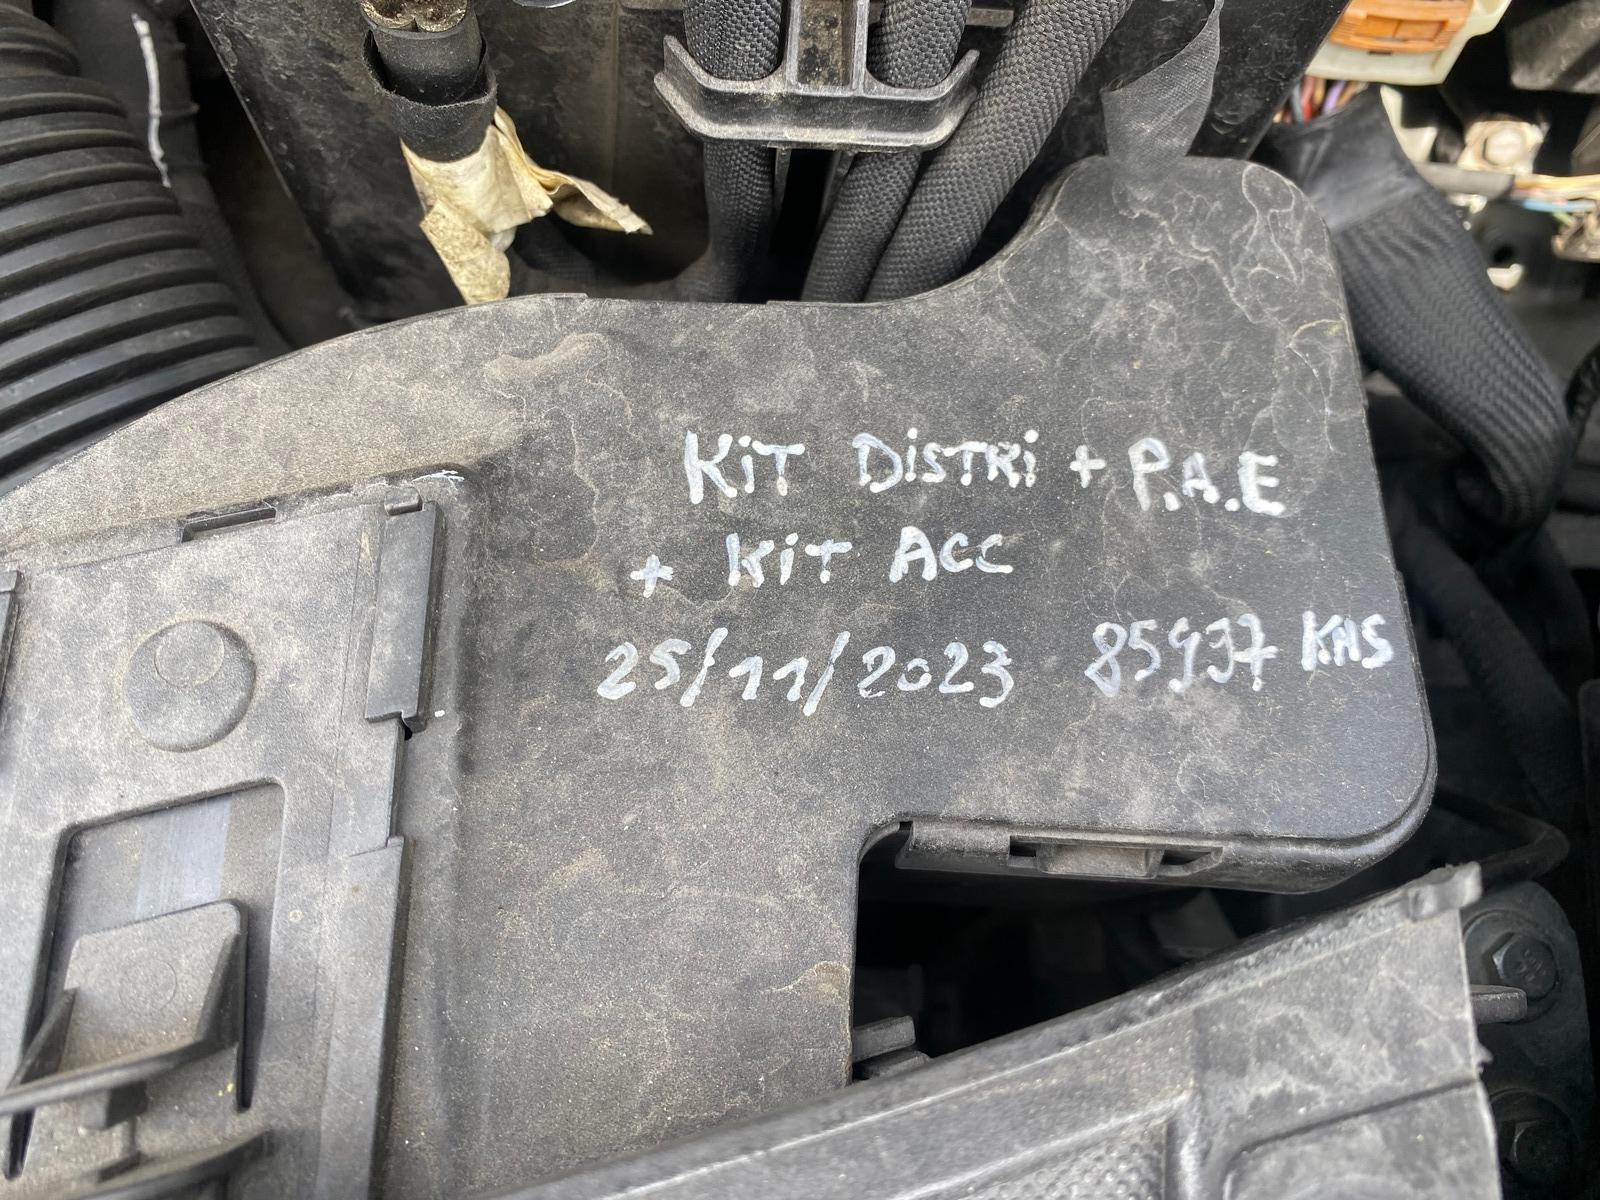 KiT DiSTRi + P.A.E
+ KiT ACC
25/11/2023 85937 KMS